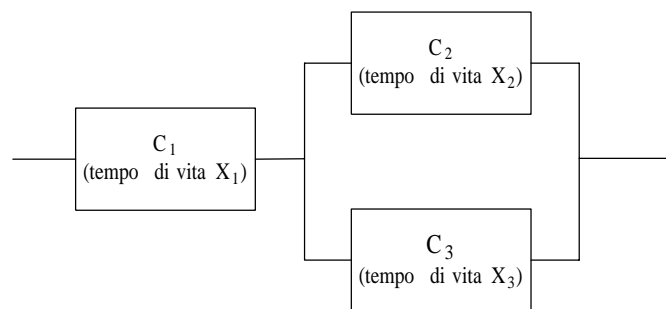 C₁
(tempo di vita X₁)
C₂
(tempo di vita X₂)
C₃
(tempo di vita X₃)